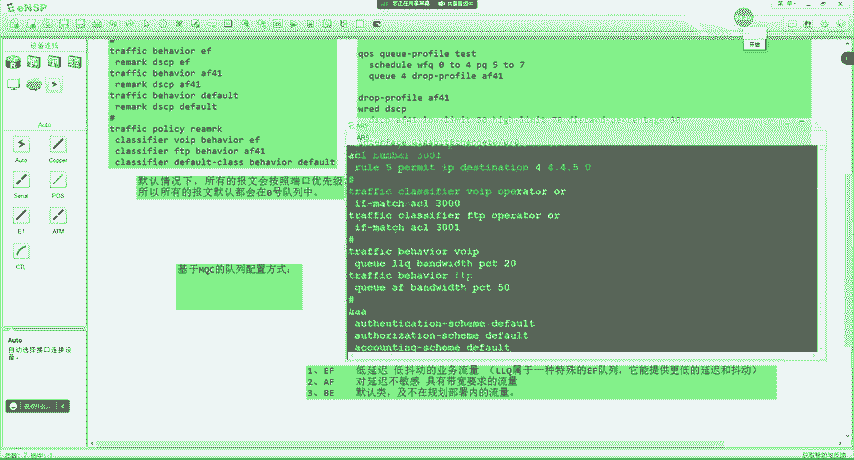 eNSP
设备连线
Auto
Auto
Copper
Serial
POS
E1
ATM
CTL
Auto
自动选择接口连接设备。
#
traffic behavior ef
remark dscp ef
traffic behavior af41
remark dscp af41
traffic behavior default
remark dscp default
#
traffic policy reamrk
classifier voip behavior ef
classifier ftp behavior af41
classifier default-class behavior default
默认情况下，所有的报文会按照端口优先级
所以所有的报文默认都会在0号队列中。
基于MQC的队列配置方式：
qos queue-profile test
schedule wfq 0 to 4 pq 5 to 7
queue 4 drop-profile af41
drop-profile af41
wred dscp
acl number 3001
rule 5 permit ip destination 4.4.4.5 0
#
traffic classifier voip operator or
if-match acl 3000
traffic classifier ftp operator or
if-match acl 3001
#
traffic behavior voip
queue llq bandwidth pct 20
traffic behavior ftp
queue af bandwidth pct 50
#
aaa
authentication-scheme default
authorization-scheme default
accounting-scheme default
1、EF 低延迟 低抖动的业务流量 （LLQ属于一种特殊的EF队列，它能提供更低的延迟和抖动）
2、AF 对延迟不敏感 具有带宽要求的流量
3、BE 默认类，及不在规划部署内的流量。